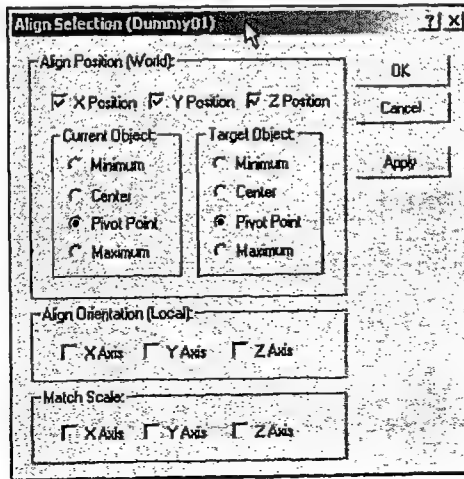 Align Selection (Dummy01)
Align Position (World):
X Position Y Position Z Position
Current Object:
Minimum
Center
Pivot Point
Maximum
Target Object:
Minimum
Center
Pivot Point
Maximum
OK
Cancel
Apply
Align Orientation (Local):
X Axis Y Axis Z Axis
Match Scale:
X Axis Y Axis Z Axis